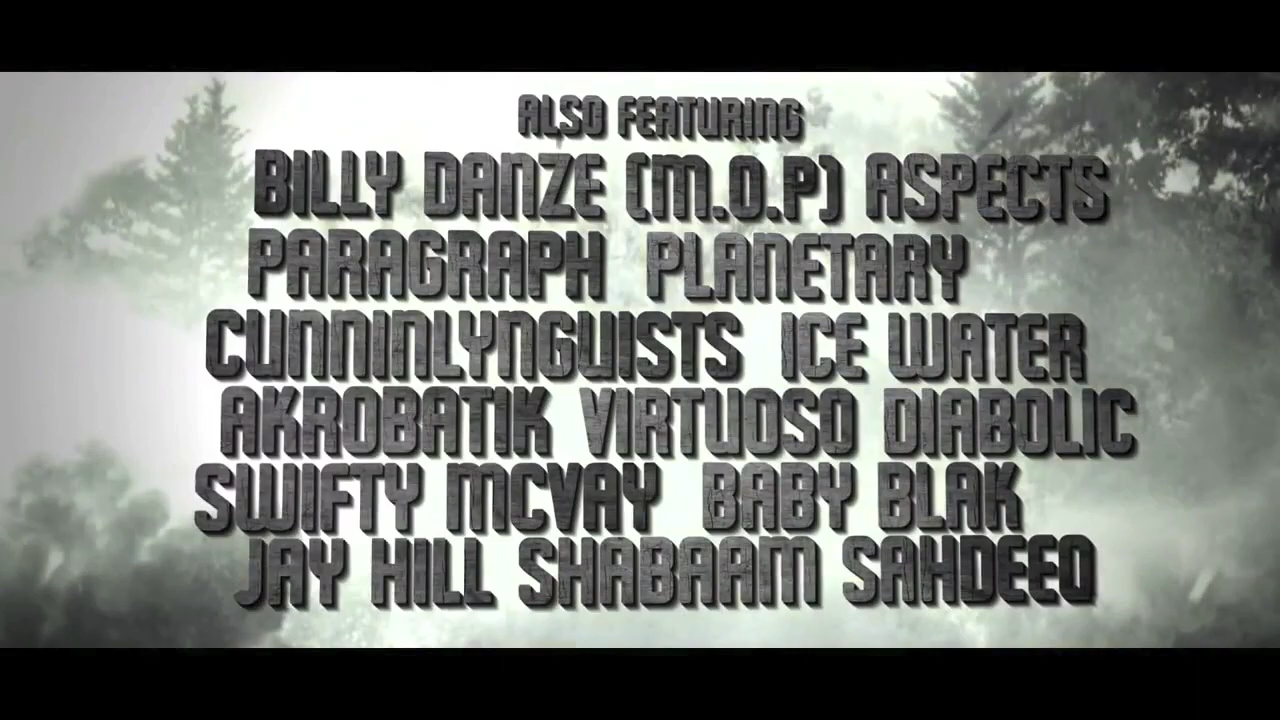 ALSO FEATURING
BILLY DANZE (M.O.P) ASPECTS
PARAGRAPH PLANETARY
CUNNINLYNGUISTS ICE WATER
AKROBATIK VIRTUOSO DIABOLIC
SWIFTY MCVAY BABY BLAK
JAY HILL SHABAAM SAHDEEQ